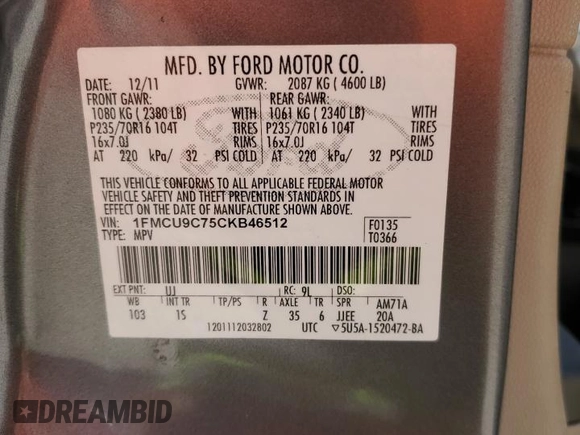 MFD. BY FORD MOTOR CO.
DATE: 12/11 GVWR: 2087 KG ( 4600 LB)
FRONT GAWR: REAR GAWR:
1080 KG ( 2380 LB) WITH 1061 KG ( 2340 LB) WITH
P235/70R16 104T TIRES P235/70R16 104T TIRES
16x7.0J RIMS 16x7.0J RIMS
AT 220 kPa/ 32 PSI COLD AT 220 kPa/ 32 PSI COLD
THIS VEHICLE CONFORMS TO ALL APPLICABLE FEDERAL MOTOR
VEHICLE SAFETY AND THEFT PREVENTION STANDARDS IN
EFFECT ON THE DATE OF MANUFACTURE SHOWN ABOVE.
VIN: 1FMCU9C75CKB46512 F0135
TYPE: MPV T0366
EXT PNT: UJ RC: 9L DSO:
WB INT TR TP/PS R AXLE TR SPR AM71A
103 1S Z 35 6 JJEE 20A
1201112032802 UTC ▽5U5A-1520472-BA
DREAMBID